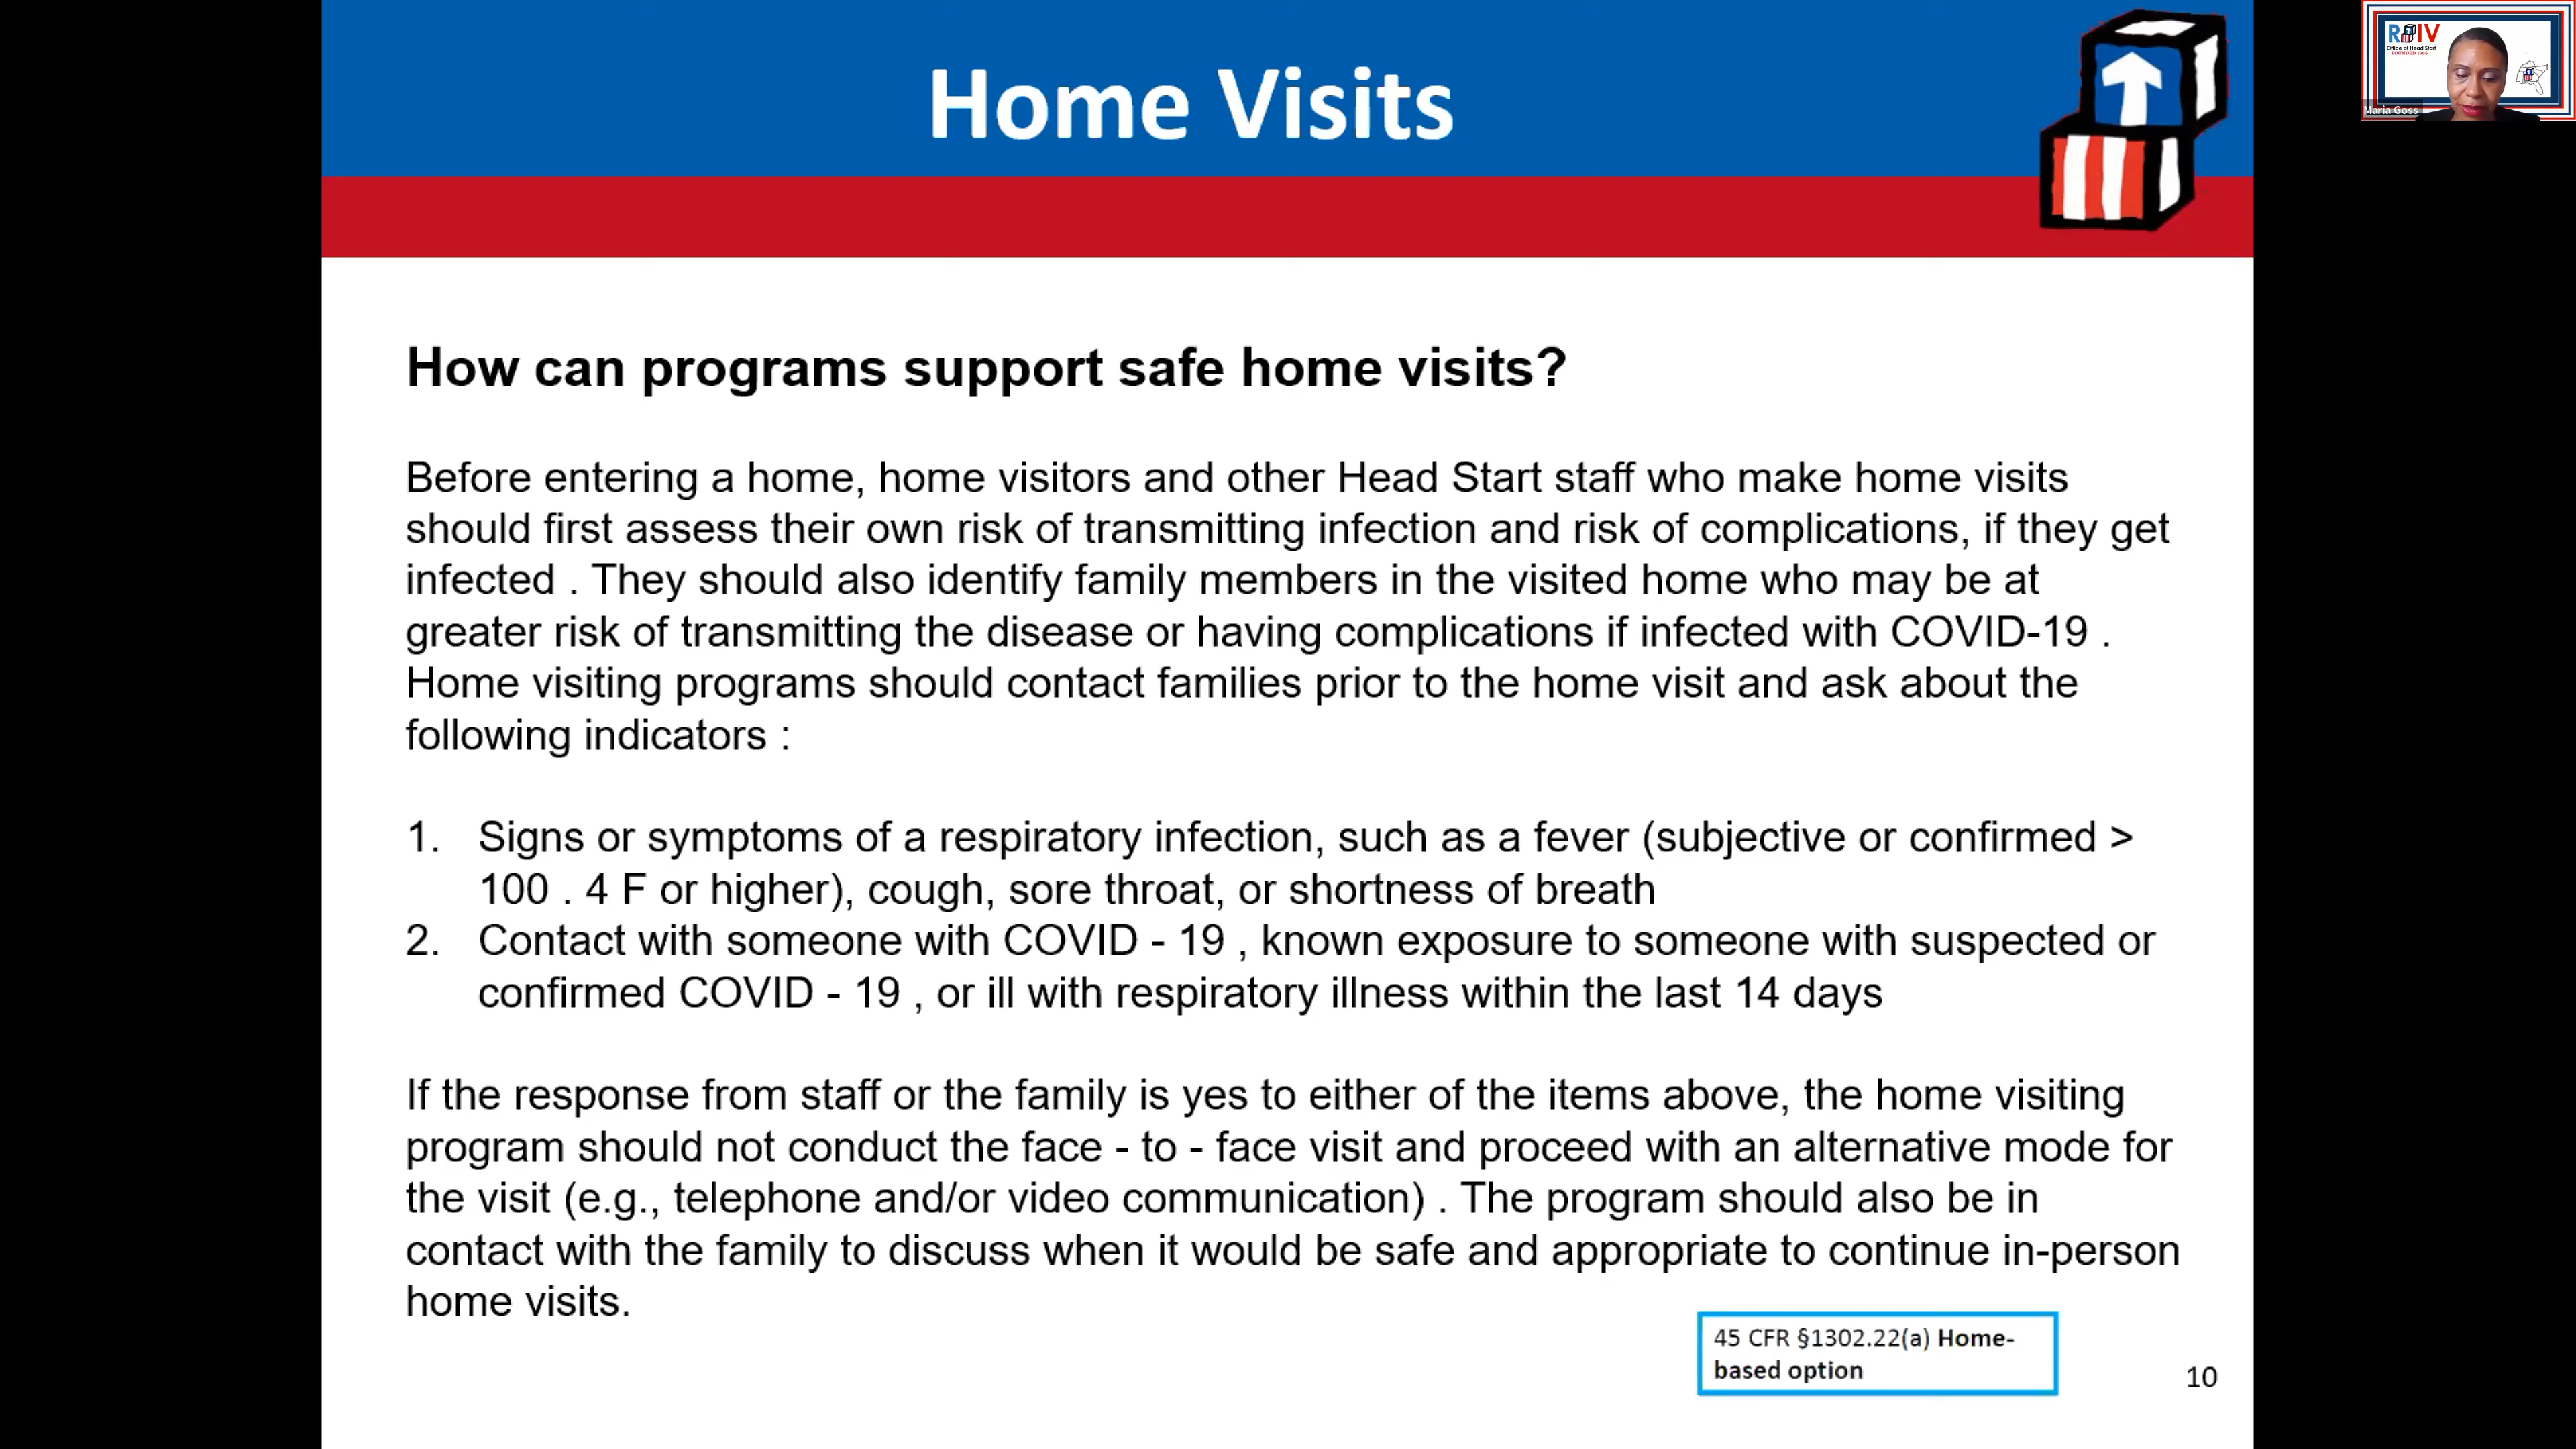 Home Visits
R IV
Office of Head Start
FOUNDED 1965
Maria Goss
How can programs support safe home visits?
Before entering a home, home visitors and other Head Start staff who make home visits
should first assess their own risk of transmitting infection and risk of complications, if they get
infected . They should also identify family members in the visited home who may be at
greater risk of transmitting the disease or having complications if infected with COVID-19 .
Home visiting programs should contact families prior to the home visit and ask about the
following indicators :
1. Signs or symptoms of a respiratory infection, such as a fever (subjective or confirmed >
100 . 4 F or higher), cough, sore throat, or shortness of breath
2. Contact with someone with COVID - 19 , known exposure to someone with suspected or
confirmed COVID - 19 , or ill with respiratory illness within the last 14 days
If the response from staff or the family is yes to either of the items above, the home visiting
program should not conduct the face - to - face visit and proceed with an alternative mode for
the visit (e.g., telephone and/or video communication) . The program should also be in
contact with the family to discuss when it would be safe and appropriate to continue in-person
home visits.
45 CFR §1302.22(a) Home-
based option
10